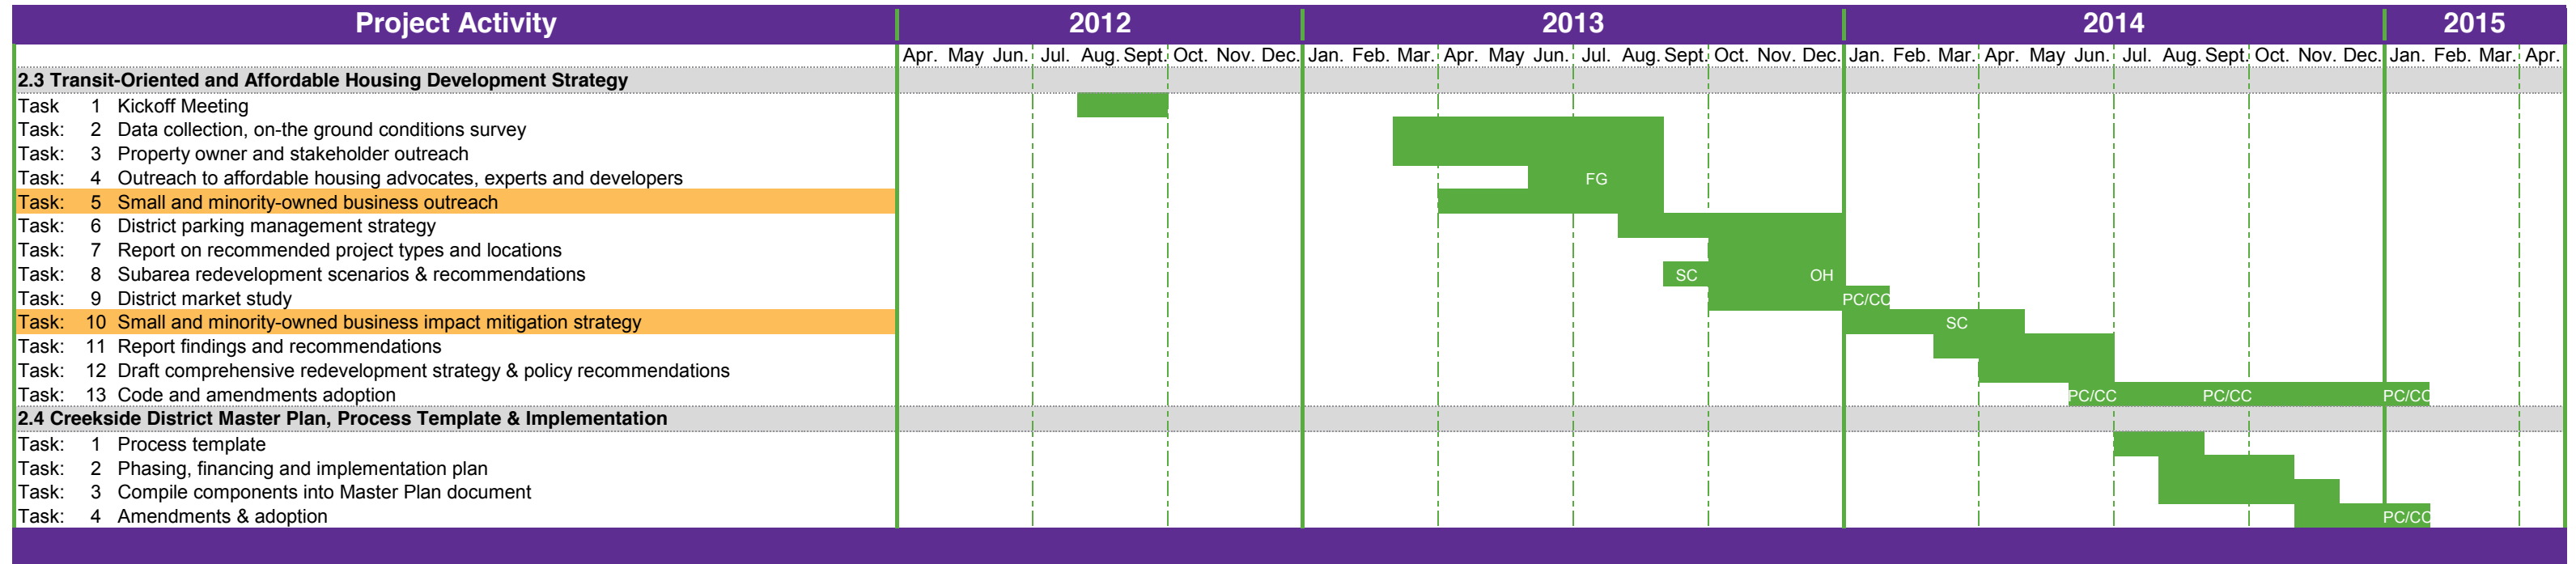 Project Activity 2012 2013 2014 2015
Apr. May Jun. Jul. Aug. Sept. Oct. Nov. Dec. Jan. Feb. Mar. Apr. May Jun. Jul. Aug. Sept. Oct. Nov. Dec. Jan. Feb. Mar. Apr. May Jun. Jul. Aug. Sept. Oct. Nov. Dec. Jan. Feb. Mar. Apr.
2.3 Transit-Oriented and Affordable Housing Development Strategy
Task 1 Kickoff Meeting
Task: 2 Data collection, on-the ground conditions survey
Task: 3 Property owner and stakeholder outreach
Task: 4 Outreach to affordable housing advocates, experts and developers FG
Task: 5 Small and minority-owned business outreach
Task: 6 District parking management strategy
Task: 7 Report on recommended project types and locations
Task: 8 Subarea redevelopment scenarios & recommendations SC OH
Task: 9 District market study PC/CC
Task: 10 Small and minority-owned business impact mitigation strategy SC
Task: 11 Report findings and recommendations
Task: 12 Draft comprehensive redevelopment strategy & policy recommendations
Task: 13 Code and amendments adoption PC/CC PC/CC PC/CC
2.4 Creekside District Master Plan, Process Template & Implementation
Task: 1 Process template
Task: 2 Phasing, financing and implementation plan
Task: 3 Compile components into Master Plan document
Task: 4 Amendments & adoption PC/CC